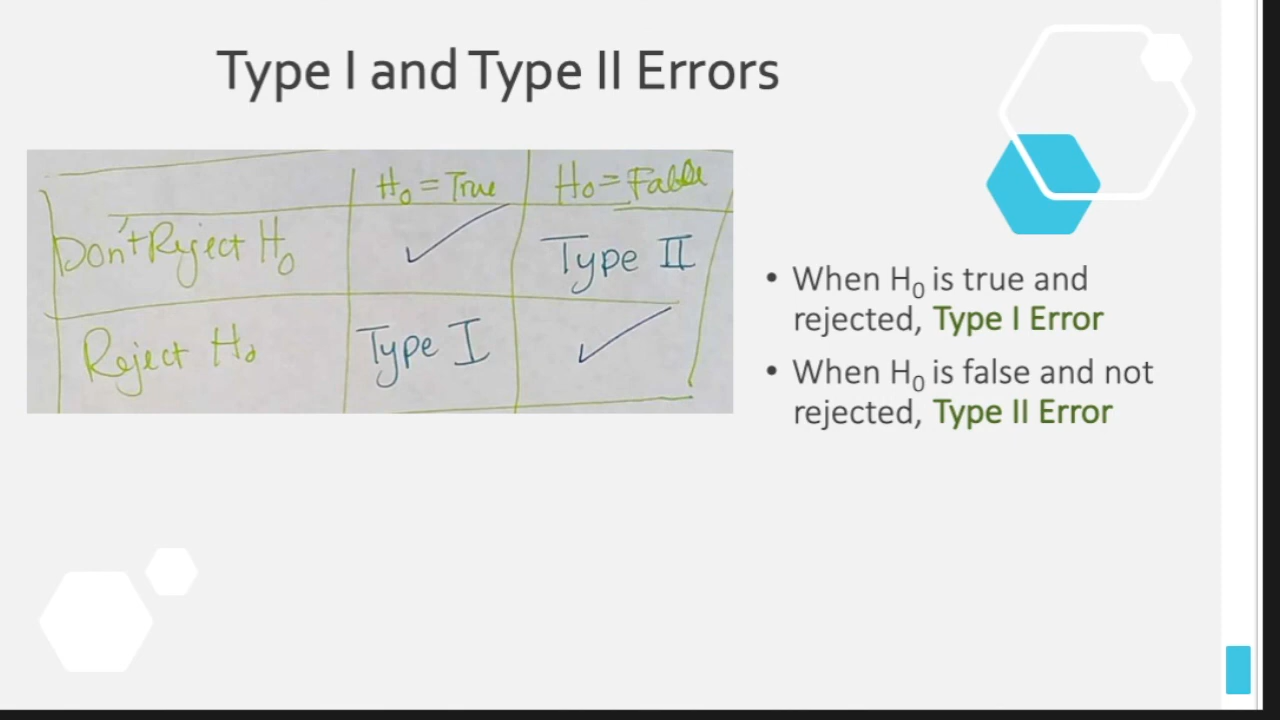 Type I and Type II Errors
H₀ = True H₀ = False
Don't Reject H₀ ✓ Type II
Reject H₀ Type I ✓
• When H₀ is true and
rejected, Type I Error
• When H₀ is false and not
rejected, Type II Error